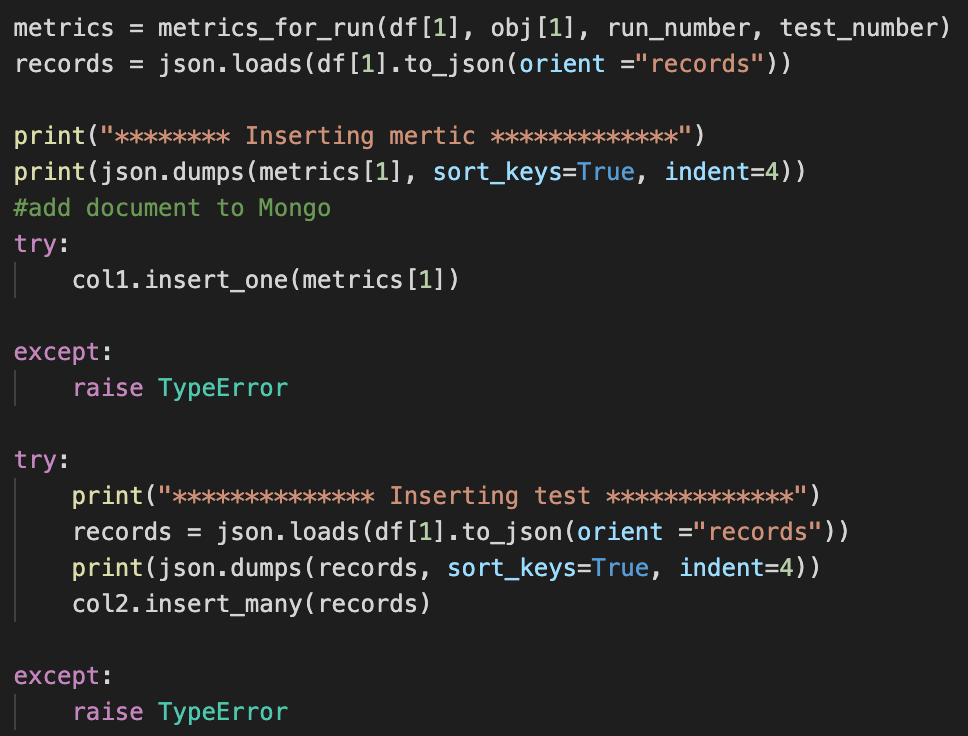 metrics = metrics_for_run(df[1], obj[1], run_number, test_number)
records = json.loads(df[1].to_json(orient ="records"))
print("******** Inserting mertic *************")
print(json.dumps(metrics[1], sort_keys=True, indent=4))
#add document to Mongo
try:
    col1.insert_one(metrics[1])
except:
    raise TypeError
try:
    print("************** Inserting test *************")
    records = json.loads(df[1].to_json(orient ="records"))
    print(json.dumps(records, sort_keys=True, indent=4))
    col2.insert_many(records)
except:
    raise TypeError